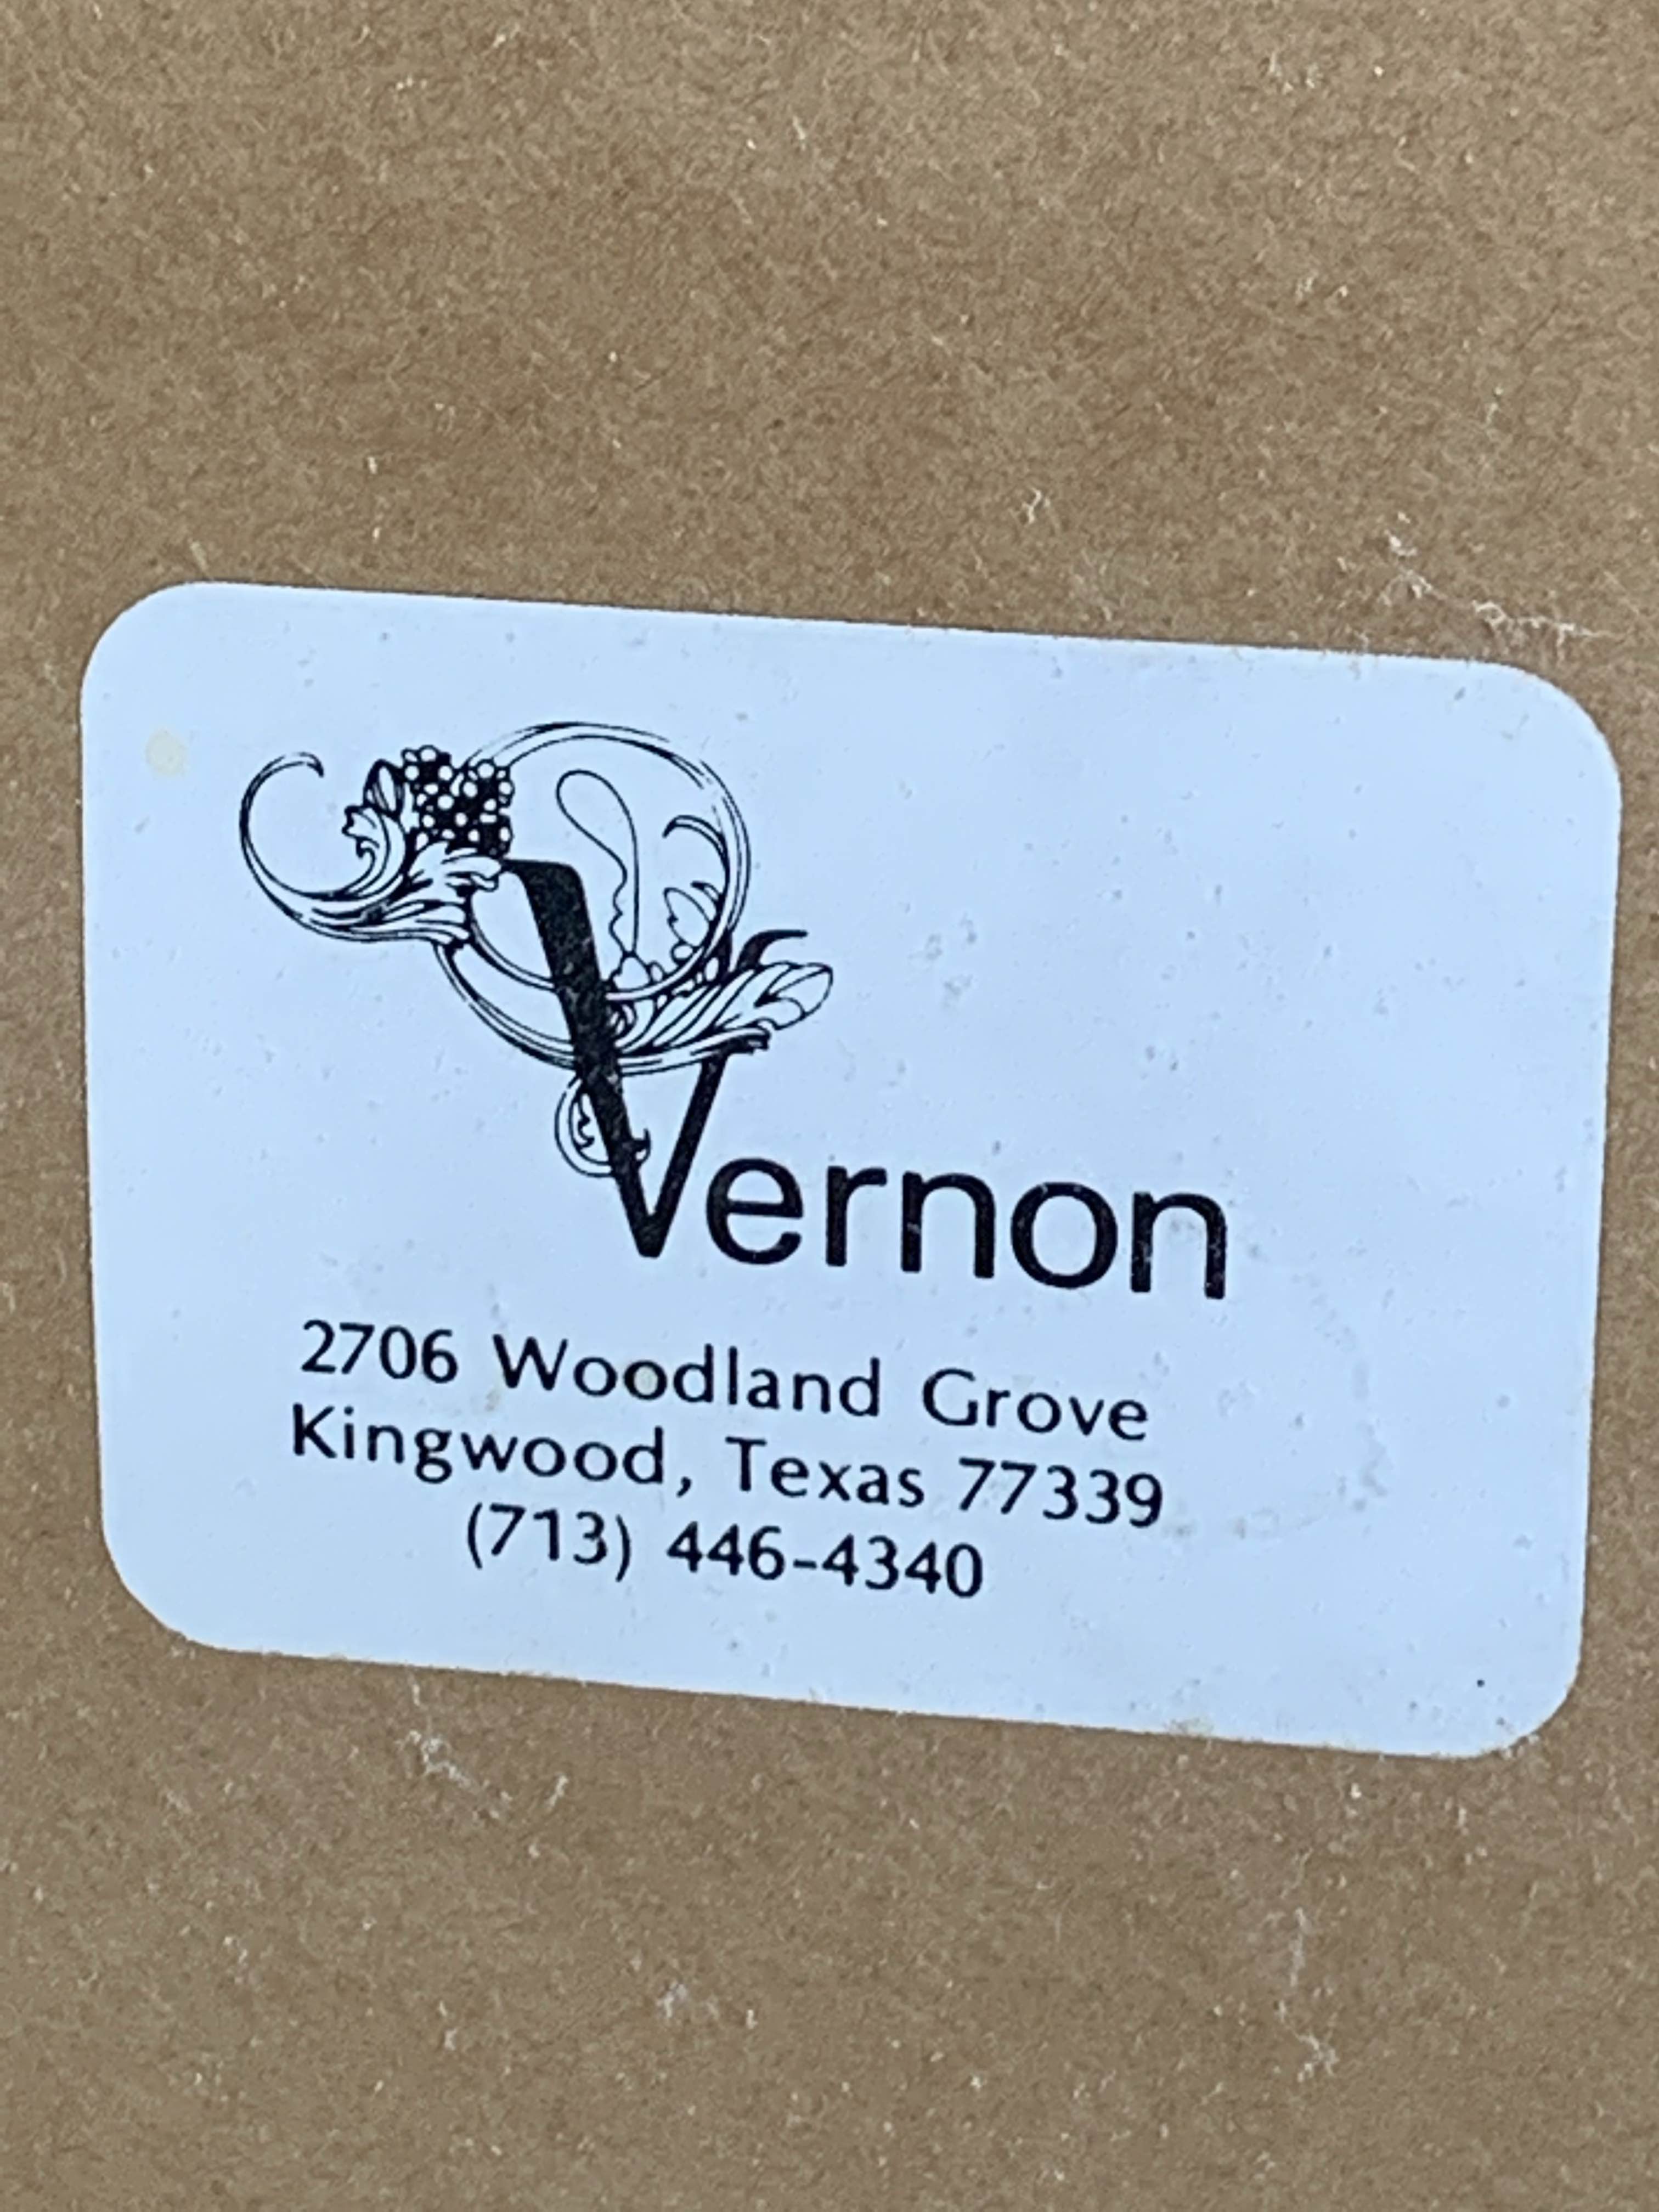 Vernon
2706 Woodland Grove
Kingwood, Texas 77339
(713) 446-4340